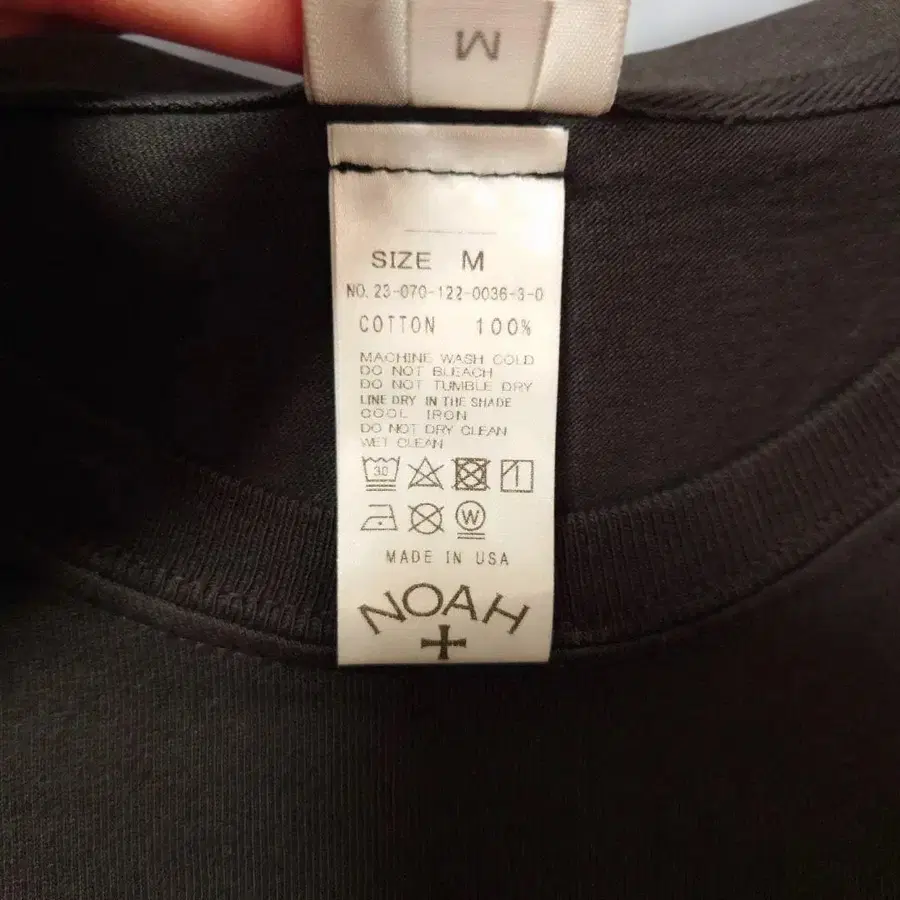 M
SIZE M
NO. 23-070-122-0036-3-0
COTTON 100%
MACHINE WASH COLD
DO NOT BLEACH
DO NOT TUMBLE DRY
LINE DRY IN THE SHADE
COOL IRON
DO NOT DRY CLEAN
WET CLEAN
30
W
MADE IN USA
NOAH